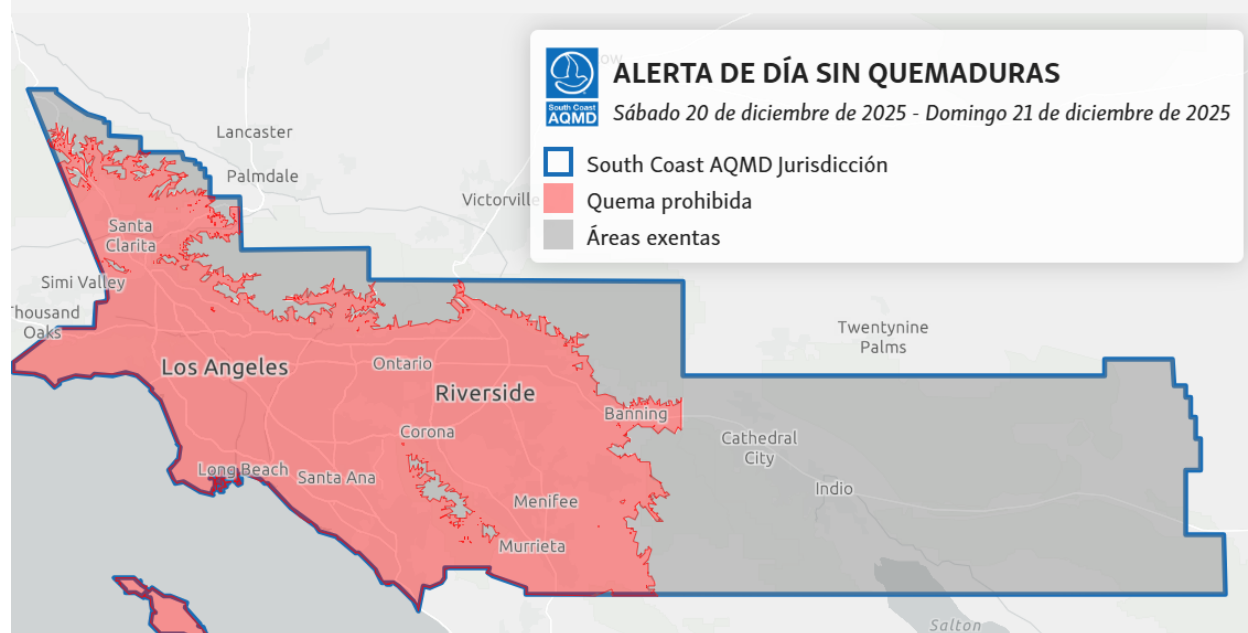 ALERTA DE DÍA SIN QUEMADURAS
South Coast
AQMD
Sábado 20 de diciembre de 2025 - Domingo 21 de diciembre de 2025
South Coast AQMD Jurisdicción
Quema prohibida
Áreas exentas
Lancaster
Palmdale
Victorville
Santa
Clarita
Simi Valley
Thousand
Oaks
Twentynine
Palms
Los Angeles
Ontario
Riverside
Banning
Corona
Cathedral
City
Long Beach
Santa Ana
Indio
Menifee
Murrieta
Salton